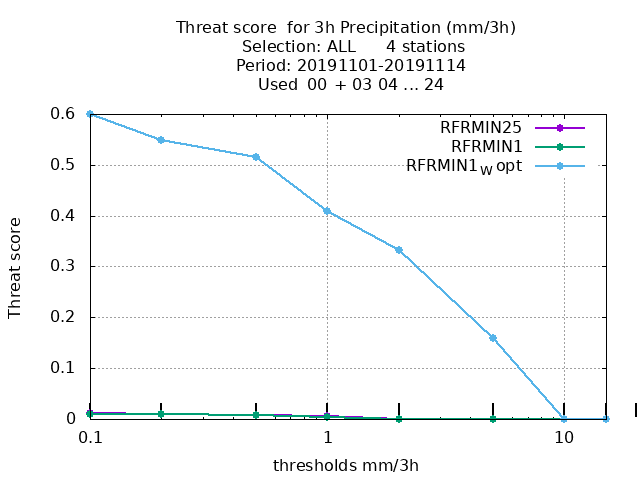 Threat score  for 3h Precipitation (mm/3h)
Selection: ALL      4 stations
Period: 20191101-20191114
Used  00  + 03 04 ... 24
RFRMIN25
RFRMIN1
RFRMIN1w opt
0.6
0.5
0.4
0.3
0.2
0.1
0
Threat score
0.1 1 10
thresholds mm/3h